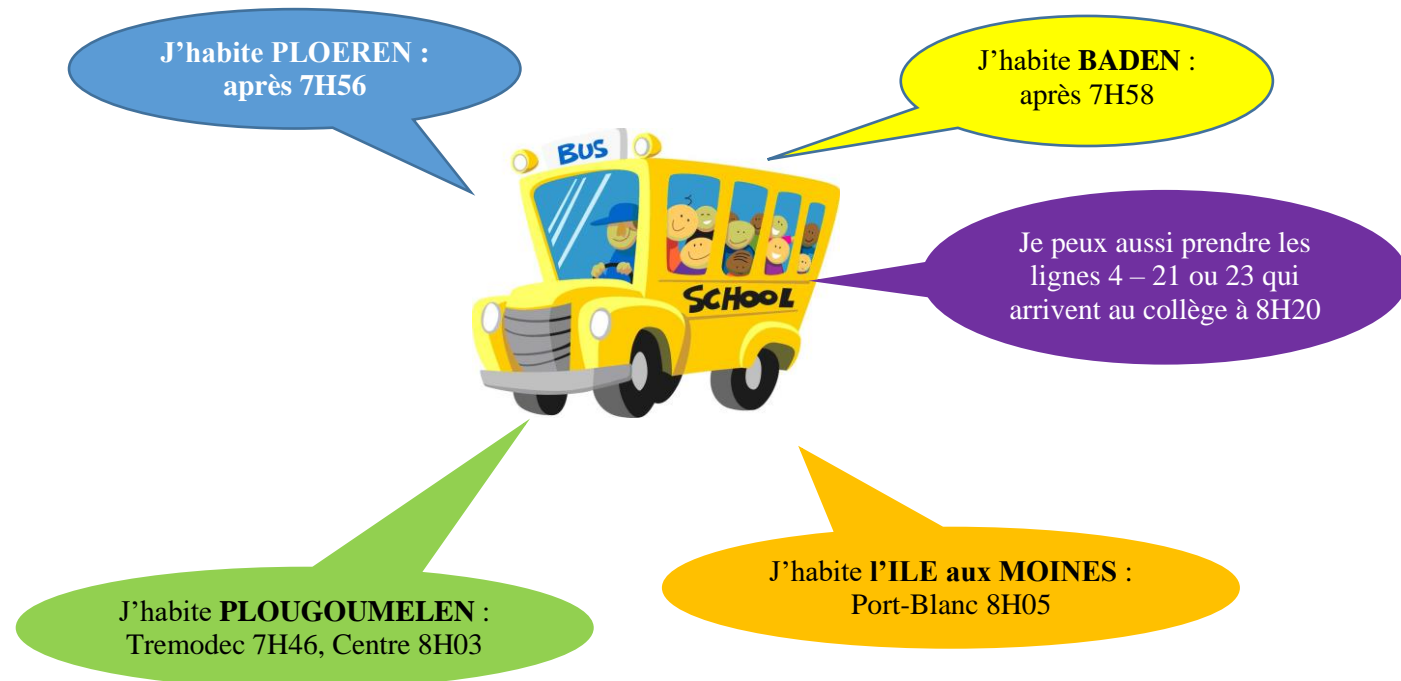 J’habite PLOEREN :
après 7H56
J’habite BADEN :
après 7H58
BUS
SCHOOL
Je peux aussi prendre les
lignes 4 – 21 ou 23 qui
arrivent au collège à 8H20
J’habite PLOUGOUMELEN :
Tremodec 7H46, Centre 8H03
J’habite l’ILE aux MOINES :
Port-Blanc 8H05